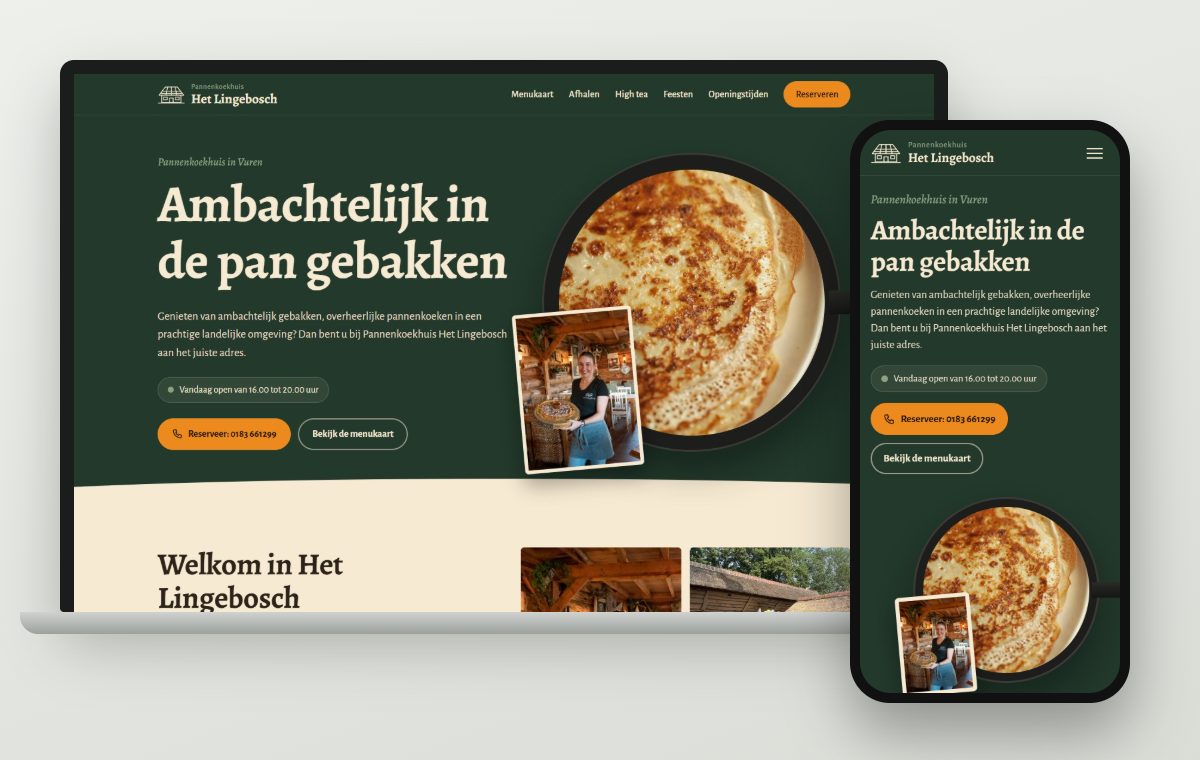 Pannenkoekhuis
Het Lingebosch
Menukaart
Afhalen
High tea
Feesten
Openingstijden
Reserveren
Pannenkoekhuis in Vuren
Ambachtelijk in
de pan gebakken
Genieten van ambachtelijk gebakken, overheerlijke pannenkoeken in een
prachtige landelijke omgeving? Dan bent u bij Pannenkoekhuis Het Lingebosch
aan het juiste adres.
Vandaag open van 16.00 tot 20.00 uur
Reserveer: 0183 661299
Bekijk de menukaart
Welkom in Het
Lingebosch
Pannenkoekhuis
Het Lingebosch
Pannenkoekhuis in Vuren
Ambachtelijk in de
pan gebakken
Genieten van ambachtelijk gebakken, overheerlijke
pannenkoeken in een prachtige landelijke omgeving?
Dan bent u bij Pannenkoekhuis Het Lingebosch aan het
juiste adres.
Vandaag open van 16.00 tot 20.00 uur
Reserveer: 0183 661299
Bekijk de menukaart